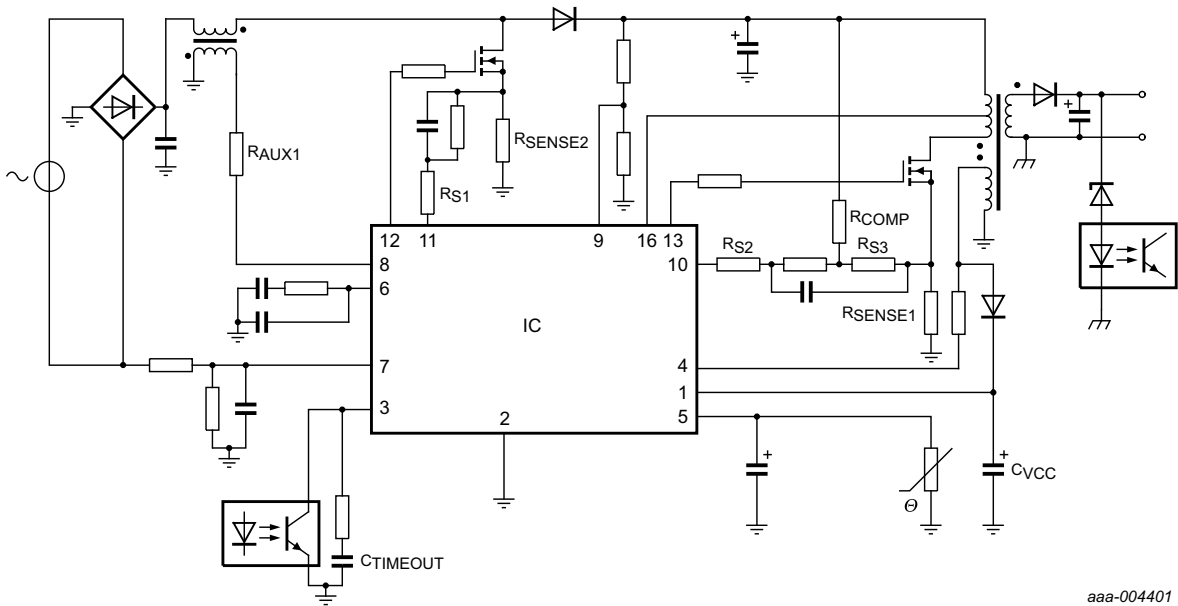 RAUX1
RSENSE2
RS1
12
11
9
16
13
RCOMP
8
10
RS2
RS3
6
IC
RSENSE1
7
4
1
3
2
5
CVCC
Θ
CTIMEOUT
aaa-004401